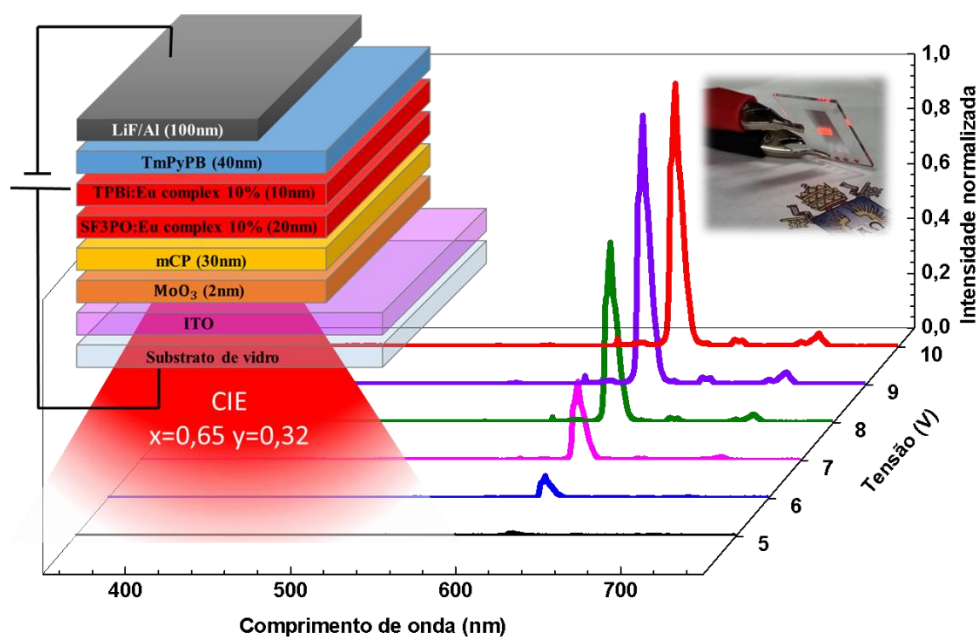 LiF/Al (100nm)
TmPyPB (40nm)
TPBi:Eu complex 10% (10nm)
SF3PO:Eu complex 10% (20nm)
mCP (30nm)
MoO₃ (2nm)
ITO
Substrato de vidro
CIE
x=0,65 y=0,32
1,0
0,8
0,6
0,4
0,2
0,0
Intensidade normalizada
10
9
8
7
6
5
Tensão (V)
400 500 600 700
Comprimento de onda (nm)